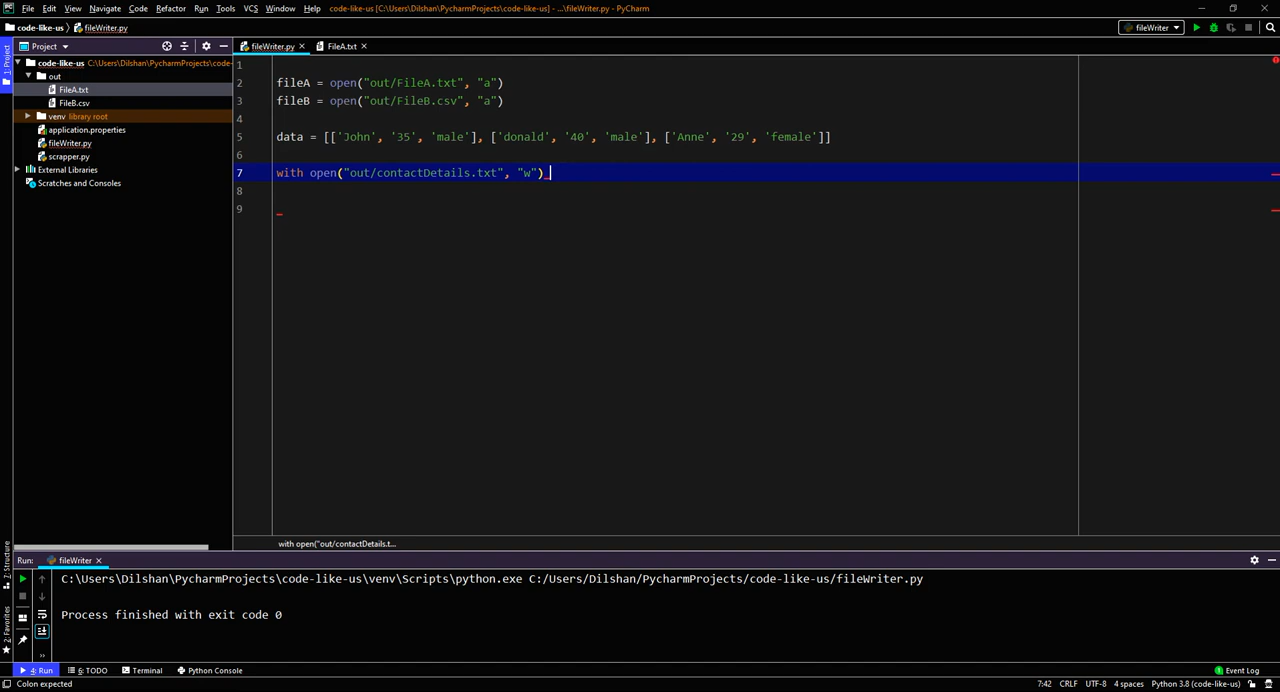 File Edit View Navigate Code Refactor Run Tools VCS Window Help code-like-us [C:\Users\Dilshan\PycharmProjects\code-like-us] - ...\fileWriter.py - PyCharm
code-like-us fileWriter.py fileWriter
1: Project
Project fileWriter.py FileA.txt
code-like-us C:\Users\Dilshan\PycharmProjects\code-
out
FileA.txt
FileB.csv
venv library root
application.properties
fileWriter.py
scrapper.py
External Libraries
Scratches and Consoles
1
2 fileA = open("out/FileA.txt", "a")
3 fileB = open("out/FileB.csv", "a")
4
5 data = [['John', '35', 'male'], ['donald', '40', 'male'], ['Anne', '29', 'female']]
6
7 with open("out/contactDetails.txt", "w")
8
9
with open("out/contactDetails.t...
7: Structure
2: Favorites
Run: fileWriter
C:\Users\Dilshan\PycharmProjects\code-like-us\venv\Scripts\python.exe C:/Users/Dilshan/PycharmProjects/code-like-us/fileWriter.py
Process finished with exit code 0
4: Run 6: TODO Terminal Python Console Event Log
Colon expected 7:42 CRLF UTF-8 4 spaces Python 3.8 (code-like-us)